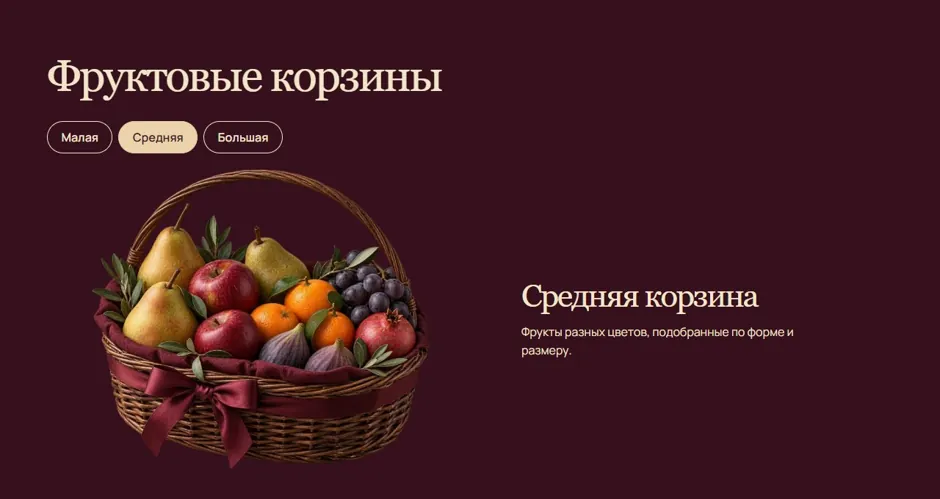 Фруктовые корзины
Малая
Средняя
Большая
Средняя корзина
Фрукты разных цветов, подобранные по форме и
размеру.